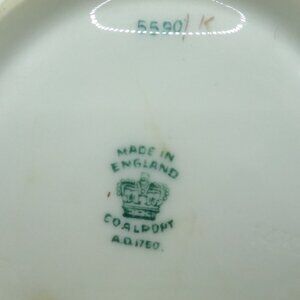 5590/K
MADE IN
ENGLAND
COALPORT
A.D. 1750.